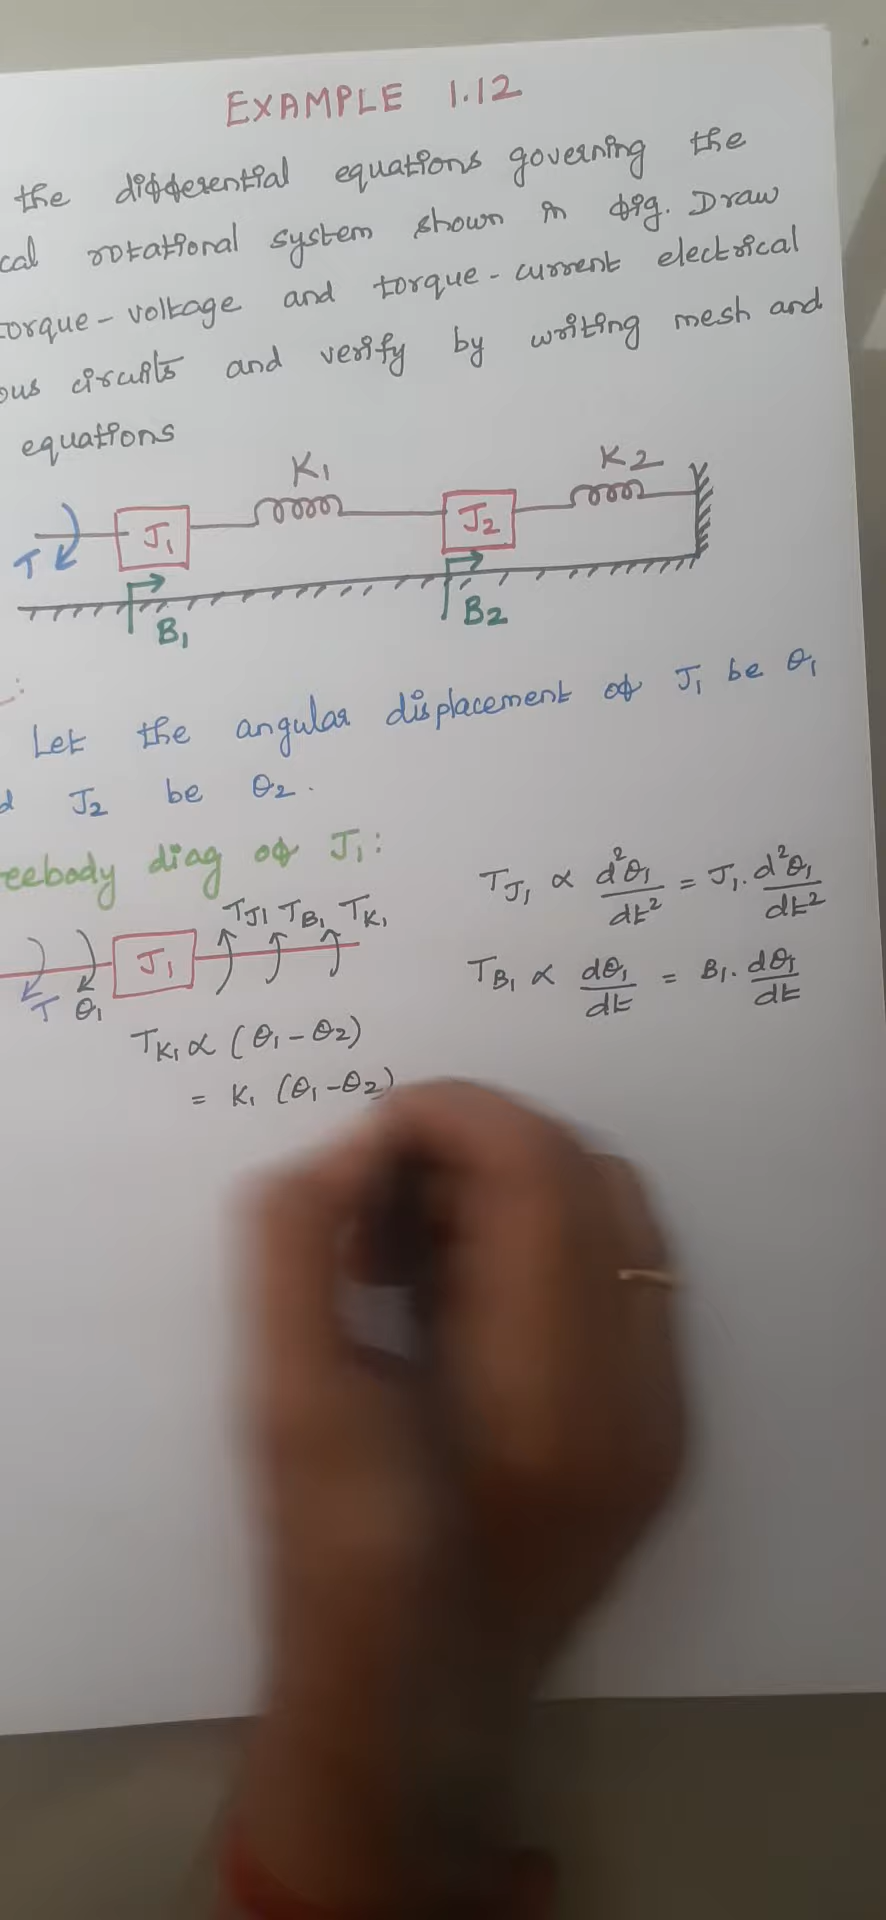 EXAMPLE 1.12
the differential equations governing the
cal rotational system shown in fig. Draw
torque-voltage and torque-current electrical
ous circuits and verify by writing mesh and
equations
K1 K2
T J1 J2
B1 B2
Let the angular displacement of J1 be θ1
d J2 be θ2.
eebody diag of J1:
TJ1 TB1 TK1
J1
T θ1
TJ1 ∝ d²θ1/dt² = J1. d²θ1/dt²
TB1 ∝ dθ1/dt = B1. dθ1/dt
TK1 ∝ (θ1-θ2)
= K1 (θ1-θ2)